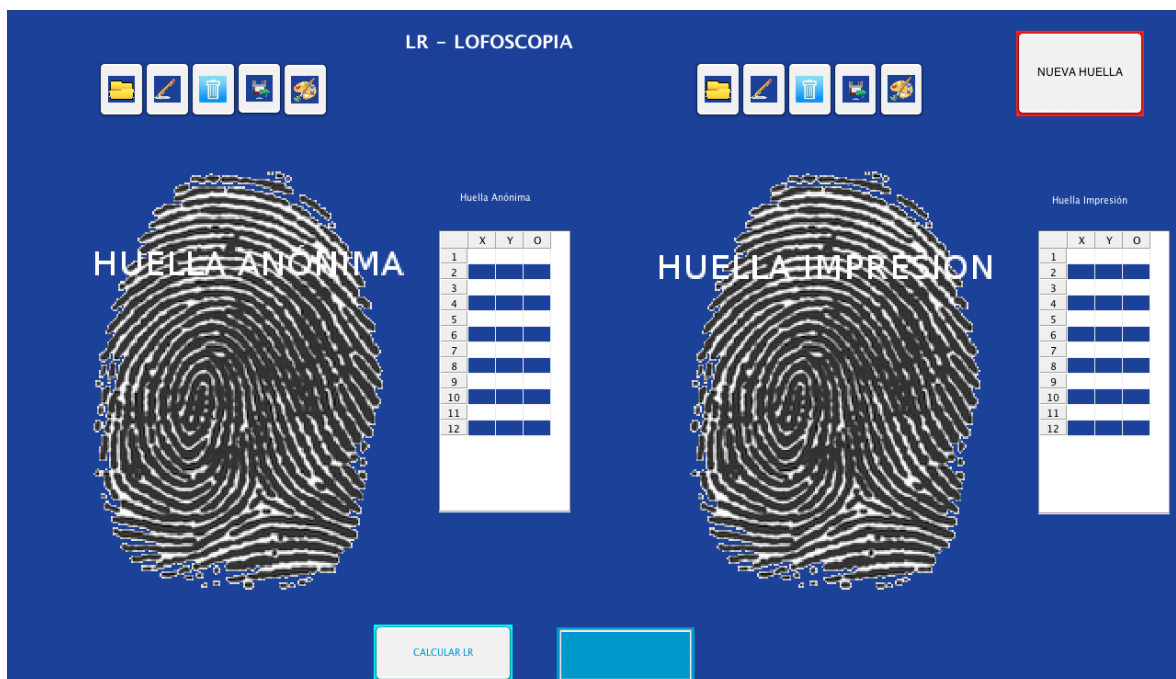 LR - LOFOSCOPIA
NUEVA HUELLA
Huella Anónima
Huella Impresión
HUELLA ANÓNIMA
HUELLA IMPRESION
X Y O
1
2
3
4
5
6
7
8
9
10
11
12
X Y O
1
2
3
4
5
6
7
8
9
10
11
12
CALCULAR LR